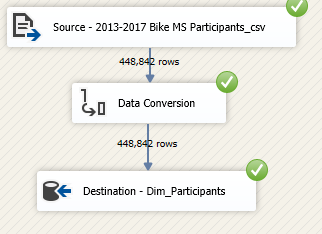 Source - 2013-2017 Bike MS Participants_csv
448,842 rows
Data Conversion
448,842 rows
Destination - Dim_Participants